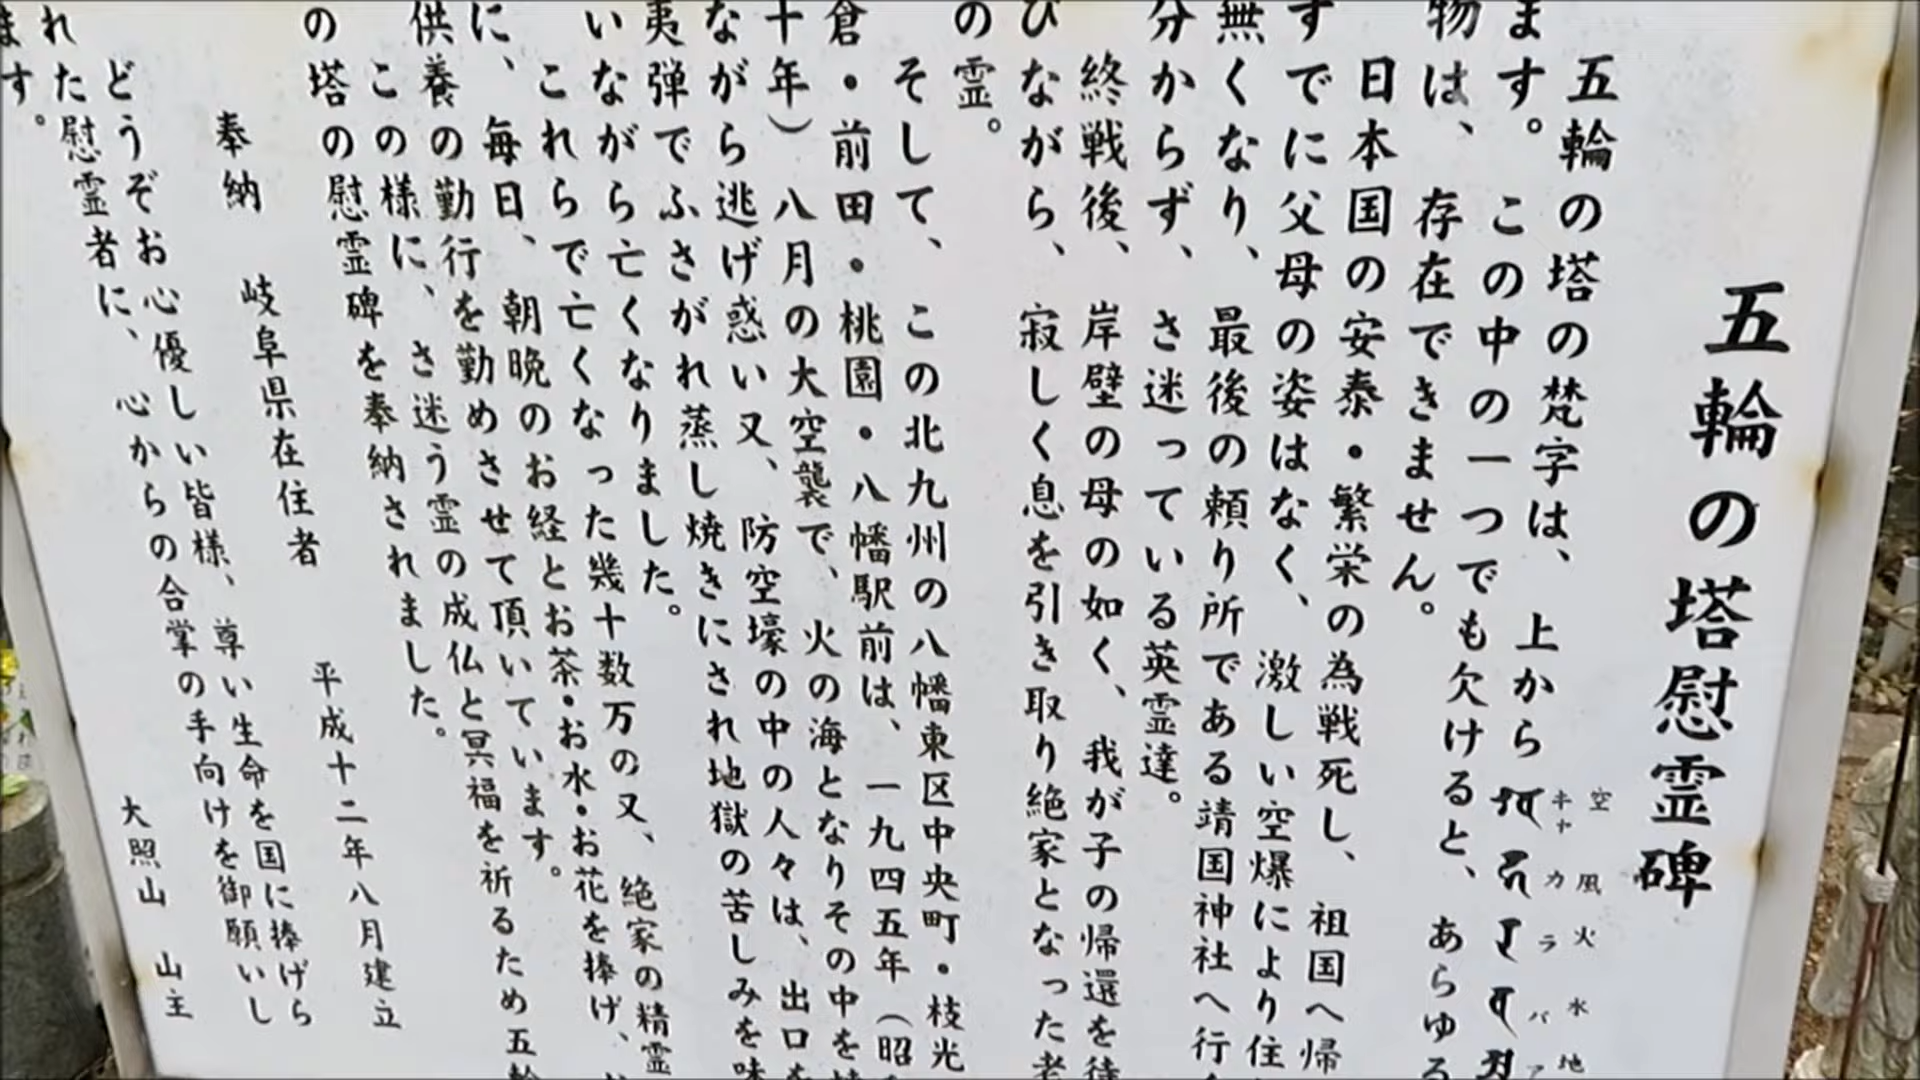 五輪の塔慰霊碑
空 風 火 水 地
キャ カ ラ バ ア
五輪の塔の梵字は、上から
ます。この中の一つでも欠けると、あらゆる
物は、存在できません。
日本国の安泰・繁栄の為戦死し、祖国へ帰
すでに父母の姿はなく、激しい空爆により住
無くなり、最後の頼り所である靖国神社へ行
分からず、さ迷っている英霊達。
終戦後、岸壁の母の如く、我が子の帰還を待
びながら、寂しく息を引き取り絶家となった老
の霊。
そして、この北九州の八幡東区中央町・枝光
倉・前田・桃園・八幡駅前は、一九四五年（昭
十年）八月の大空襲で、火の海となりその中を
ながら逃げ惑い又、防空壕の中の人々は、出口を
夷弾でふさがれ蒸し焼きにされ地獄の苦しみを味
いながら亡くなりました。
これらで亡くなった幾十数万の又、絶家の精霊
に、毎日、朝晩のお経とお茶・お水・お花を捧げ、
供養の勤行を勤めさせて頂いています。
この様に、さ迷う霊の成仏と冥福を祈るため五輪
の塔の慰霊碑を奉納されました。
平成十二年八月建立
奉納 岐阜県在住者
どうぞお心優しい皆様、尊い生命を国に捧げら
れた慰霊者に、心からの合掌の手向けを御願いし
ます。
大照山 山主